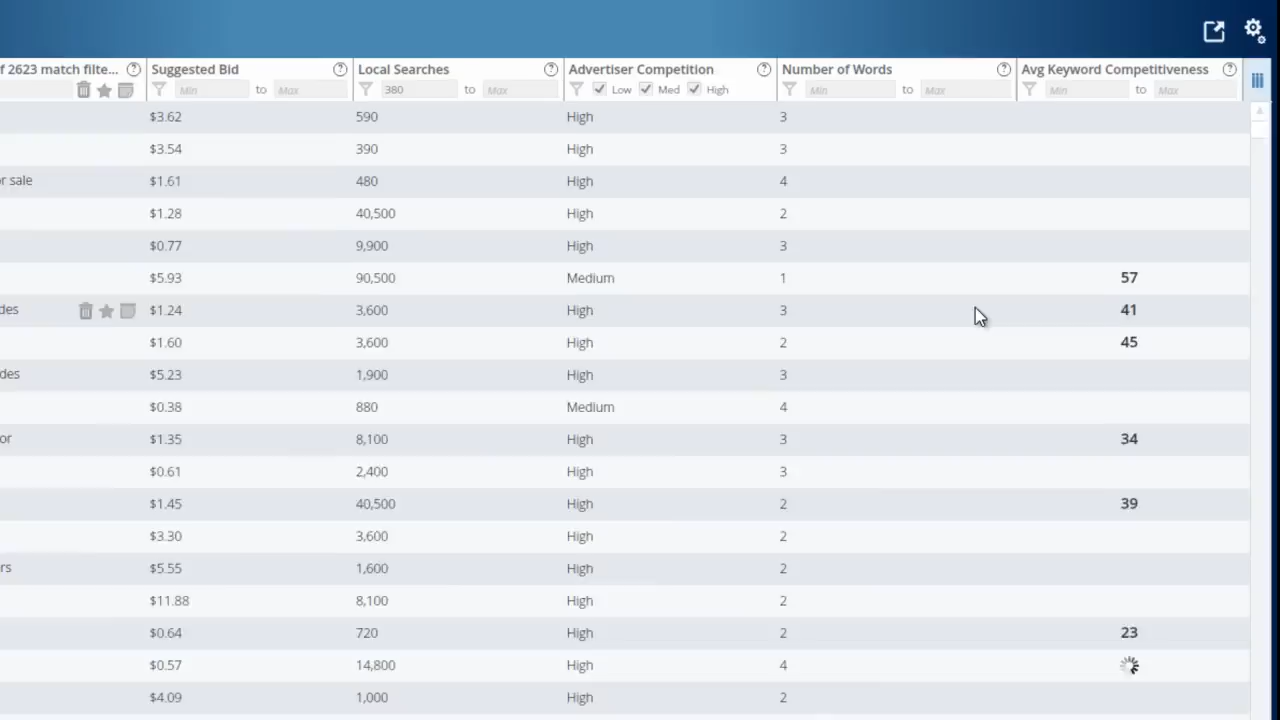 f 2623 match filte... Suggested Bid Local Searches Advertiser Competition Number of Words Avg Keyword Competitiveness
Min to Max 380 to Max Low Med High Min to Max Min to Max
$3.62 590 High 3
$3.54 390 High 3
or sale $1.61 480 High 4
$1.28 40,500 High 2
$0.77 9,900 High 3
$5.93 90,500 Medium 1 57
des $1.24 3,600 High 3 41
$1.60 3,600 High 2 45
des $5.23 1,900 High 3
$0.38 880 Medium 4
or $1.35 8,100 High 3 34
$0.61 2,400 High 3
$1.45 40,500 High 2 39
$3.30 3,600 High 2
rs $5.55 1,600 High 2
$11.88 8,100 High 2
$0.64 720 High 2 23
$0.57 14,800 High 4
$4.09 1,000 High 2